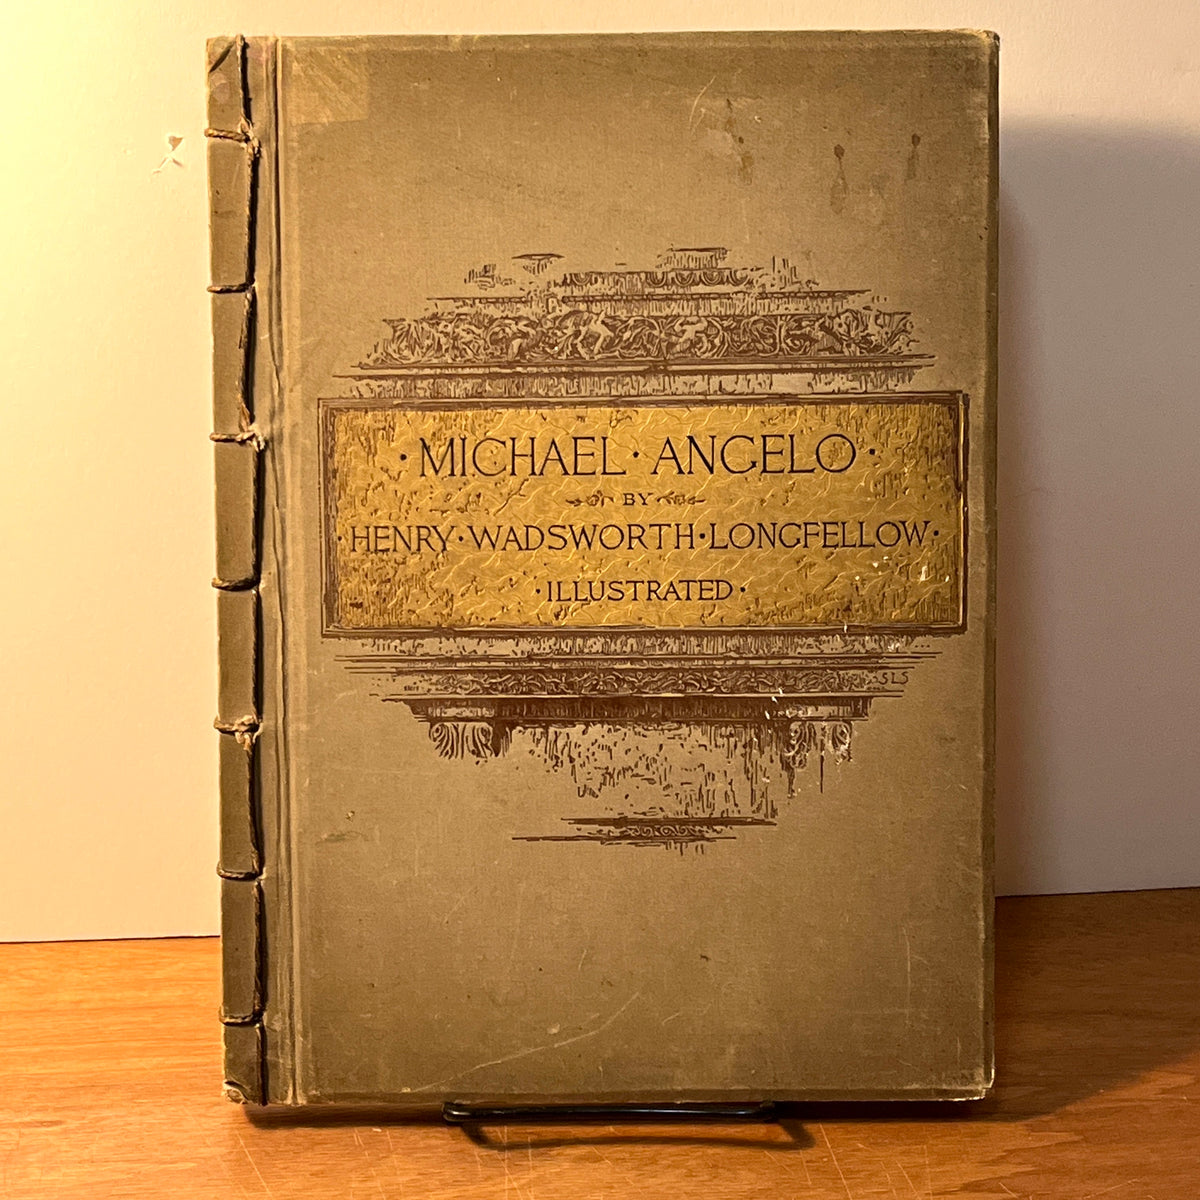 ·MICHAEL·ANGELO·
BY
·HENRY·WADSWORTH·LONGFELLOW·
·ILLUSTRATED·
SLS